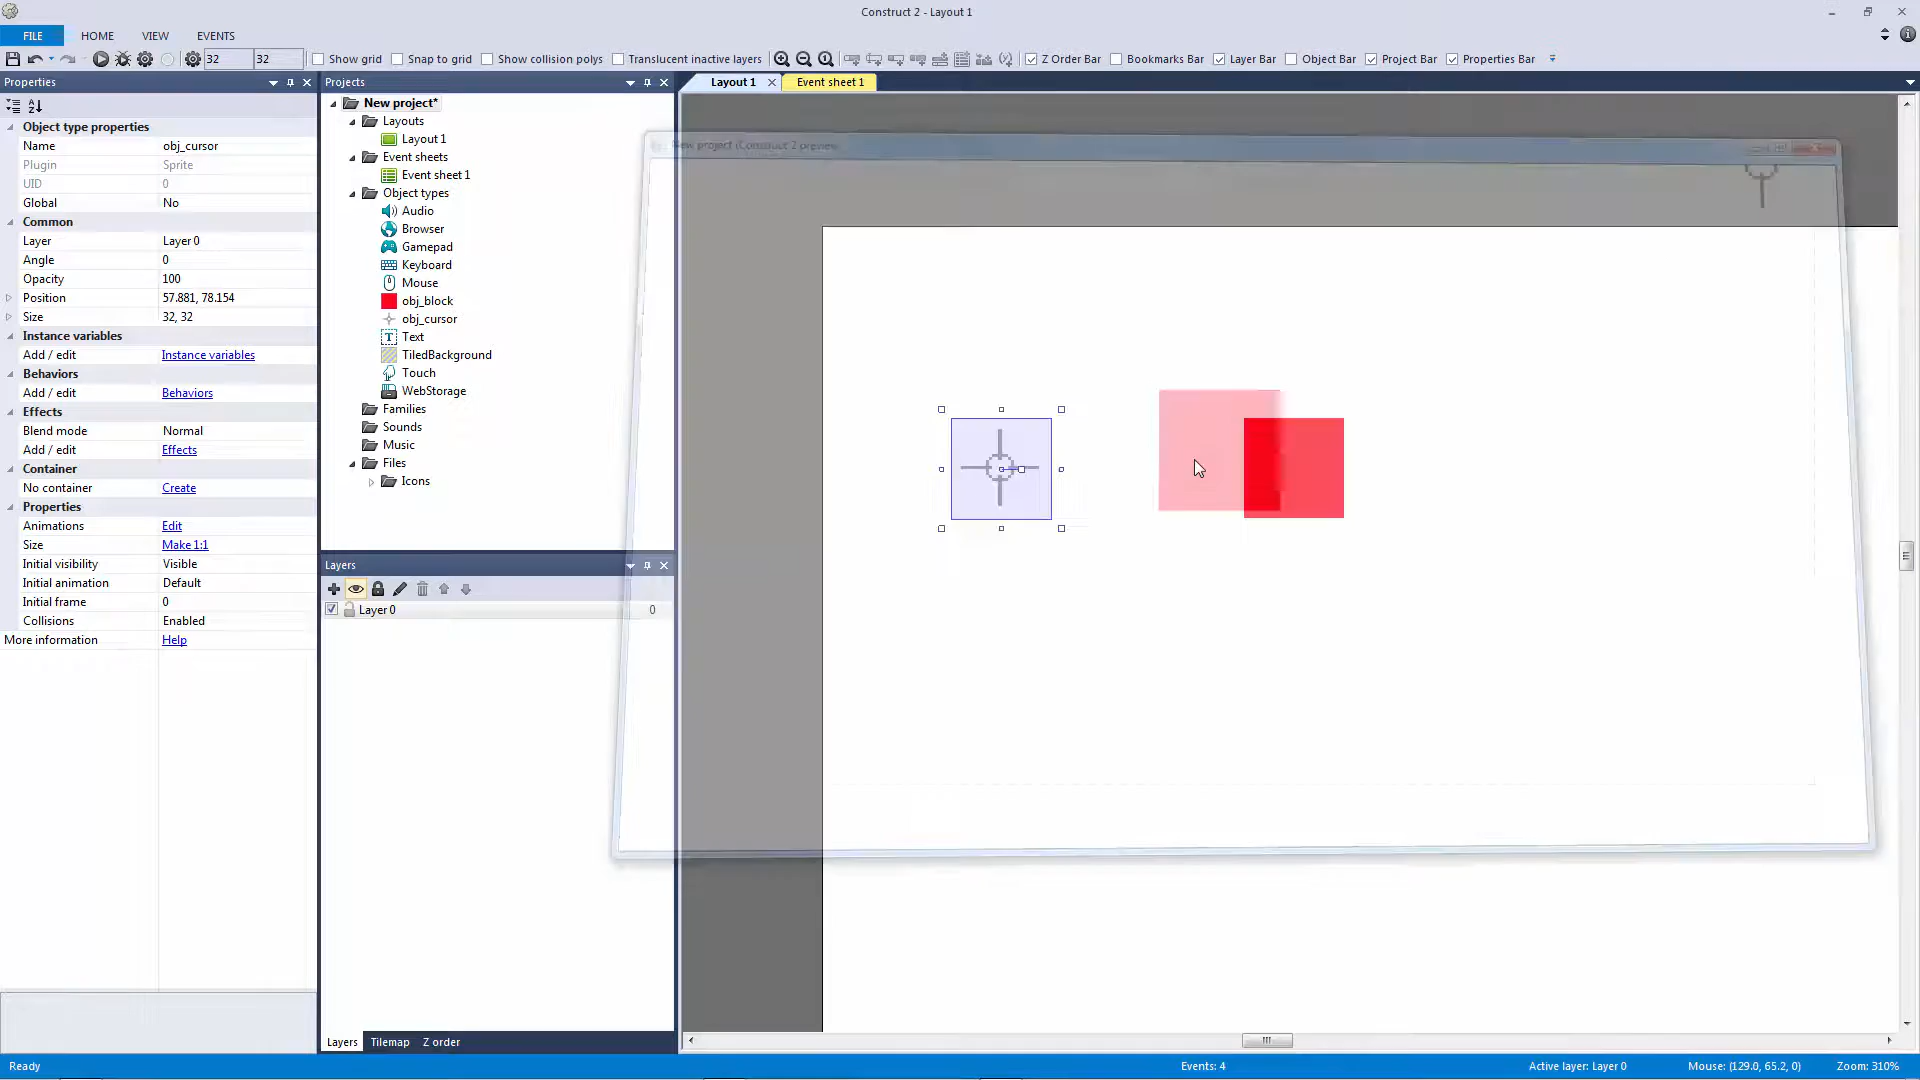 Construct 2 - Layout 1
FILE HOME VIEW EVENTS
32 32 Show grid Snap to grid Show collision polys Translucent inactive layers Z Order Bar Bookmarks Bar Layer Bar Object Bar Project Bar Properties Bar
Properties
Object type properties
Name obj_cursor
Plugin Sprite
UID 0
Global No
Common
Layer Layer 0
Angle 0
Opacity 100
Position 57.881, 78.154
Size 32, 32
Instance variables
Add / edit Instance variables
Behaviors
Add / edit Behaviors
Effects
Blend mode Normal
Add / edit Effects
Container
No container Create
Properties
Animations Edit
Size Make 1:1
Initial visibility Visible
Initial animation Default
Initial frame 0
Collisions Enabled
More information Help
Projects
New project*
Layouts
Layout 1
Event sheets
Event sheet 1
Object types
Audio
Browser
Gamepad
Keyboard
Mouse
obj_block
obj_cursor
Text
TiledBackground
Touch
WebStorage
Families
Sounds
Music
Files
Icons
Layers
Layer 0 0
Layers Tilemap Z order
Layout 1 Event sheet 1
New project (Construct 2 preview
Ready Events: 4 Active layer: Layer 0 Mouse: (129.0, 65.2, 0) Zoom: 310%